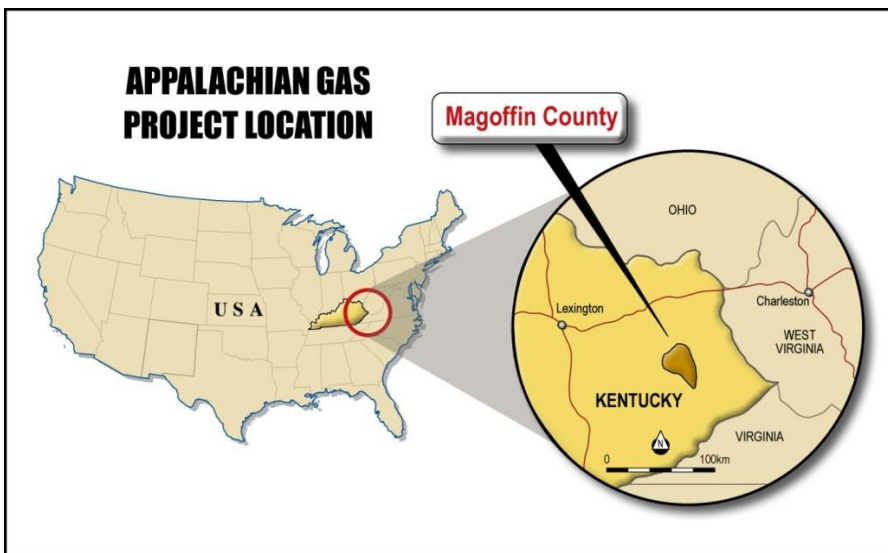 APPALACHIAN GAS
PROJECT LOCATION
Magoffin County
USA
OHIO
Lexington
Charleston
WEST
VIRGINIA
KENTUCKY
VIRGINIA
N
0 100km